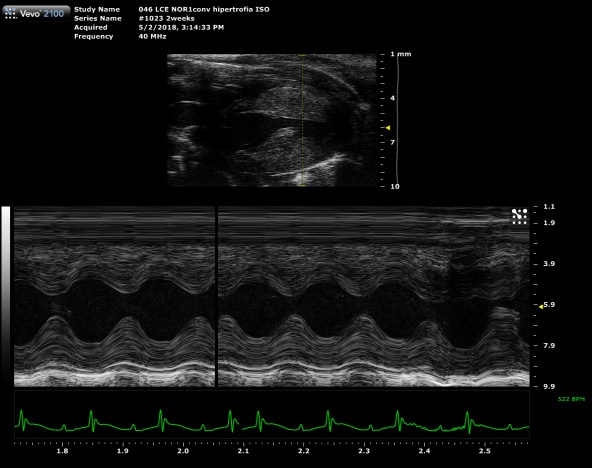 Vevo 2100
Study Name 046 LCE NOR1conv hipertrofia ISO
Series Name #1023 2weeks
Acquired 5/2/2018, 3:14:33 PM
Frequency 40 MHz
1 mm
4
7
10
1.1
1.9
3.9
5.9
7.9
9.9
522 BPM
1.8 1.9 2.0 2.1 2.2 2.3 2.4 2.5